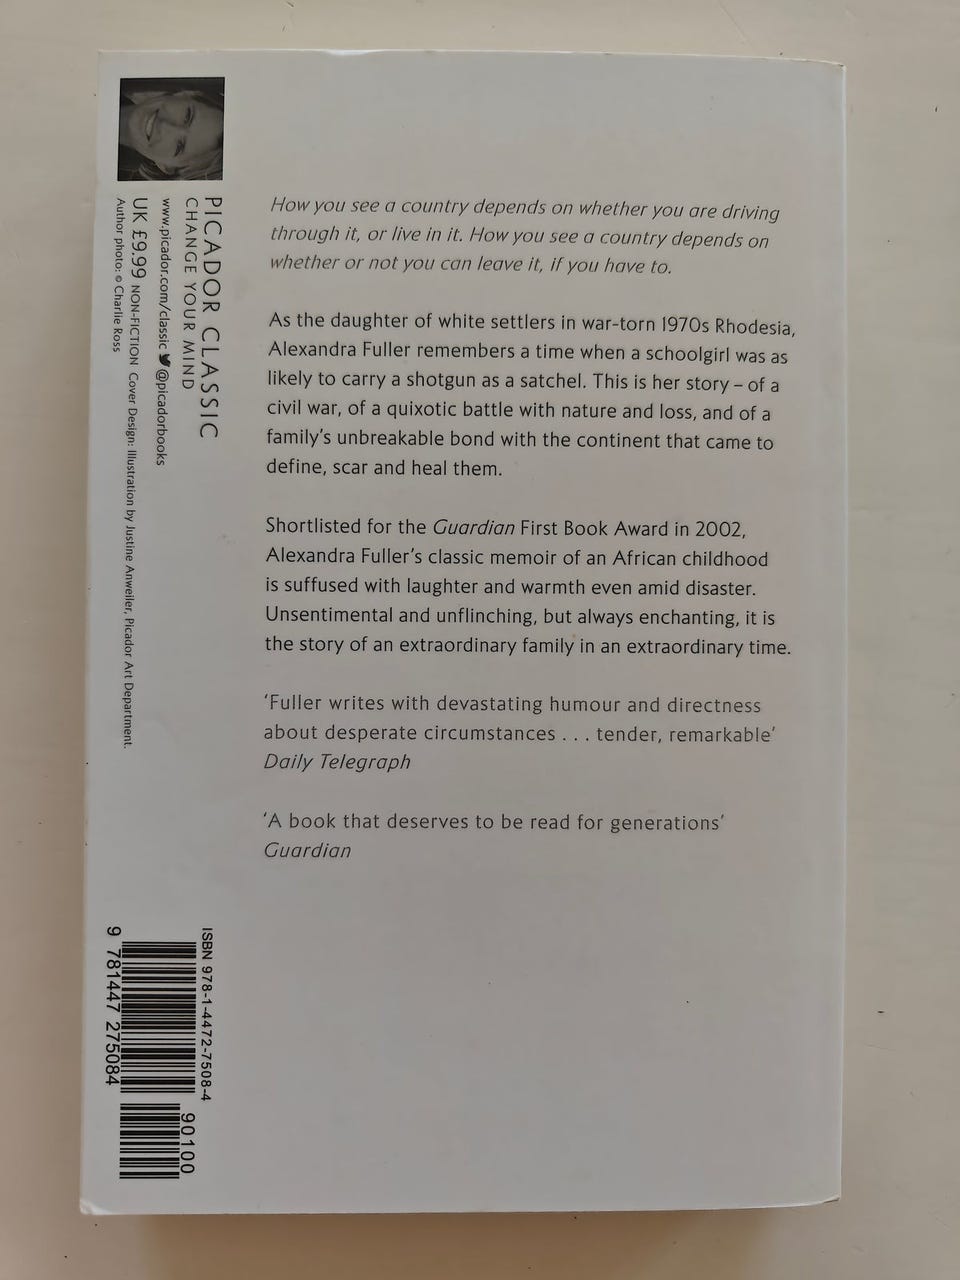 How you see a country depends on whether you are driving
through it, or live in it. How you see a country depends on
whether or not you can leave it, if you have to.
As the daughter of white settlers in war-torn 1970s Rhodesia,
Alexandra Fuller remembers a time when a schoolgirl was as
likely to carry a shotgun as a satchel. This is her story – of a
civil war, of a quixotic battle with nature and loss, and of a
family's unbreakable bond with the continent that came to
define, scar and heal them.
Shortlisted for the Guardian First Book Award in 2002,
Alexandra Fuller's classic memoir of an African childhood
is suffused with laughter and warmth even amid disaster.
Unsentimental and unflinching, but always enchanting, it is
the story of an extraordinary family in an extraordinary time.
'Fuller writes with devastating humour and directness
about desperate circumstances . . . tender, remarkable'
Daily Telegraph
'A book that deserves to be read for generations'
Guardian
PICADOR CLASSIC
CHANGE YOUR MIND
www.picador.com/classic @picadorbooks
UK £9.99 NON-FICTION Cover Design: Illustration by Justine Anweiler, Picador Art Department.
Author photo: © Charlie Ross
ISBN 978-1-4472-7508-4
90100
9 781447 275084